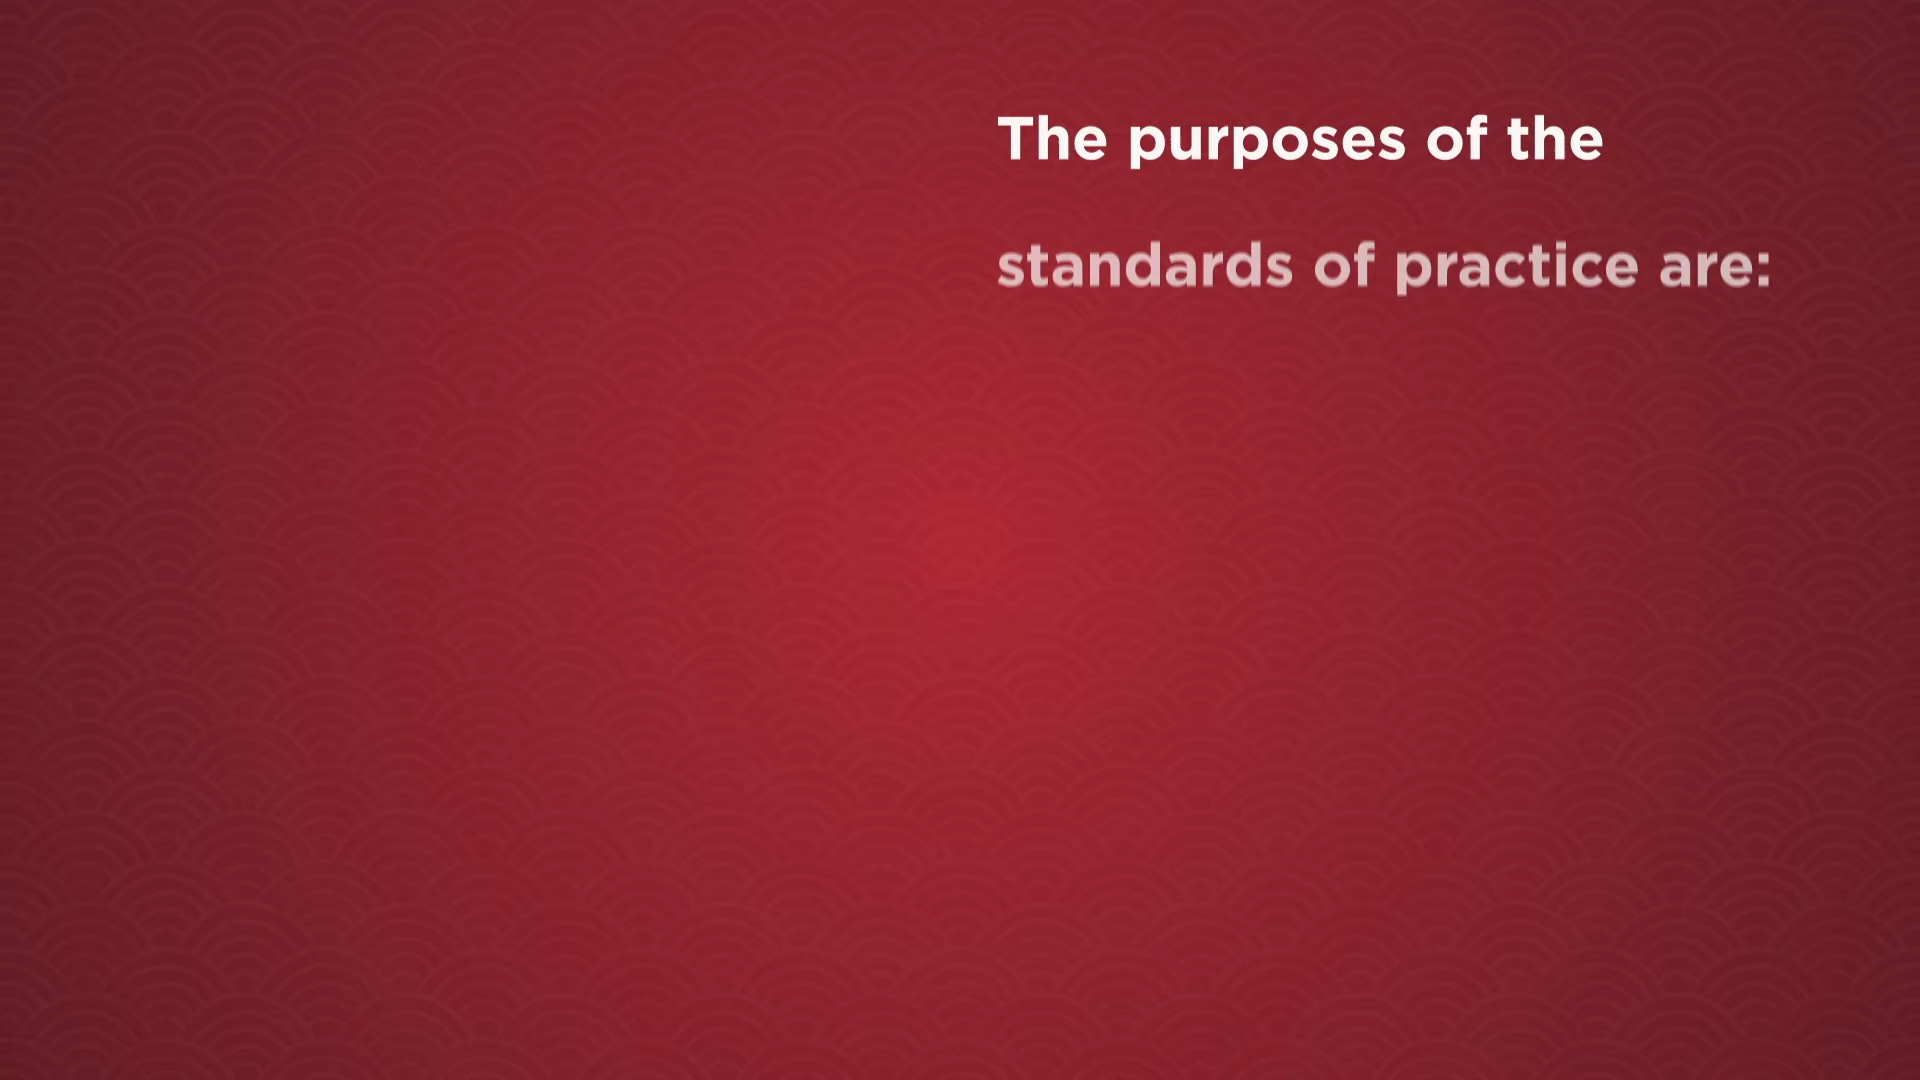 The purposes of the
standards of practice are: